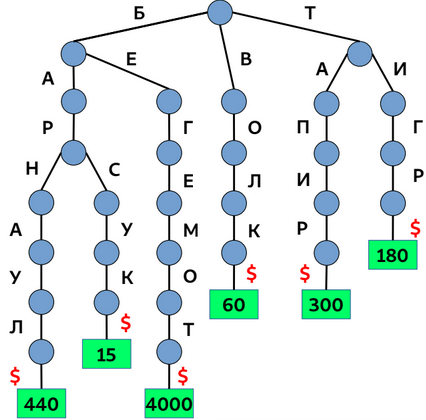 Б Т
А Е В А И
Р Г О П Г
Н С Е Л И Р
А У М К Р $
У К О $ $ 180
Л $ Т 60 300
$ 15 $
440 4000